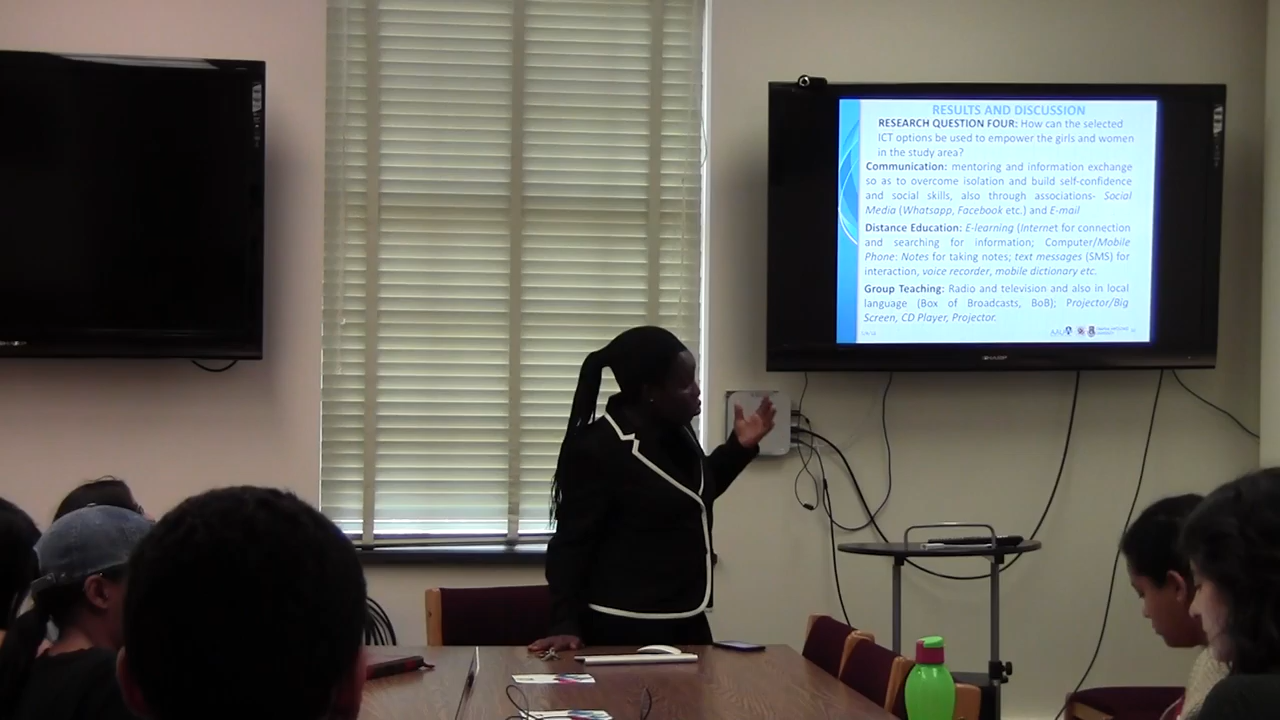 RESULTS AND DISCUSSION
RESEARCH QUESTION FOUR: How can the selected
ICT options be used to empower the girls and women
in the study area?
Communication: mentoring and information exchange
so as to overcome isolation and build self-confidence
and social skills, also through associations- Social
Media (Whatsapp, Facebook etc.) and E-mail
Distance Education: E-learning (Internet for connection
and searching for information; Computer/Mobile
Phone: Notes for taking notes; text messages (SMS) for
interaction, voice recorder, mobile dictionary etc.
Group Teaching: Radio and television and also in local
language (Box of Broadcasts, BoB); Projector/Big
Screen, CD Player, Projector.
SHARP